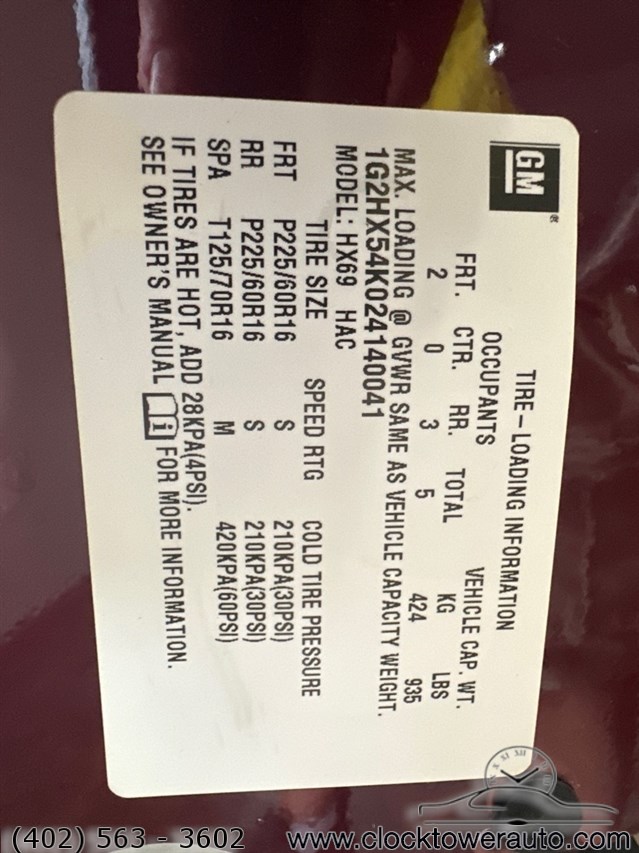 GM
TIRE–LOADING INFORMATION
OCCUPANTS VEHICLE CAP. WT.
FRT. CTR. RR. TOTAL KG LBS
2 0 3 5 424 935
MAX. LOADING @ GVWR SAME AS VEHICLE CAPACITY WEIGHT.
1G2HX54K024140041
MODEL: HX69 HAC
TIRE SIZE SPEED RTG COLD TIRE PRESSURE
FRT P225/60R16 S 210KPA(30PSI)
RR P225/60R16 S 210KPA(30PSI)
SPA T125/70R16 M 420KPA(60PSI)
IF TIRES ARE HOT, ADD 28KPA(4PSI).
SEE OWNER'S MANUAL FOR MORE INFORMATION.
(402) 563 - 3602 www.clocktowerauto.com